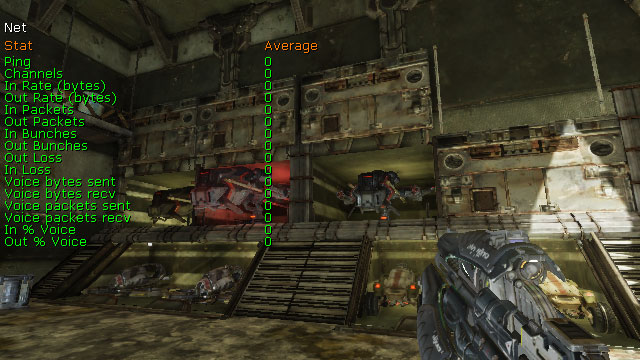 Net
Stat Average
Ping 0
Channels 0
In Rate (bytes) 0
Out Rate (bytes) 0
In Packets 0
Out Packets 0
In Bunches 0
Out Bunches 0
Out Loss 0
In Loss 0
Voice bytes sent 0
Voice bytes recv 0
Voice packets sent 0
Voice packets recv 0
In % Voice 0
Out % Voice 0